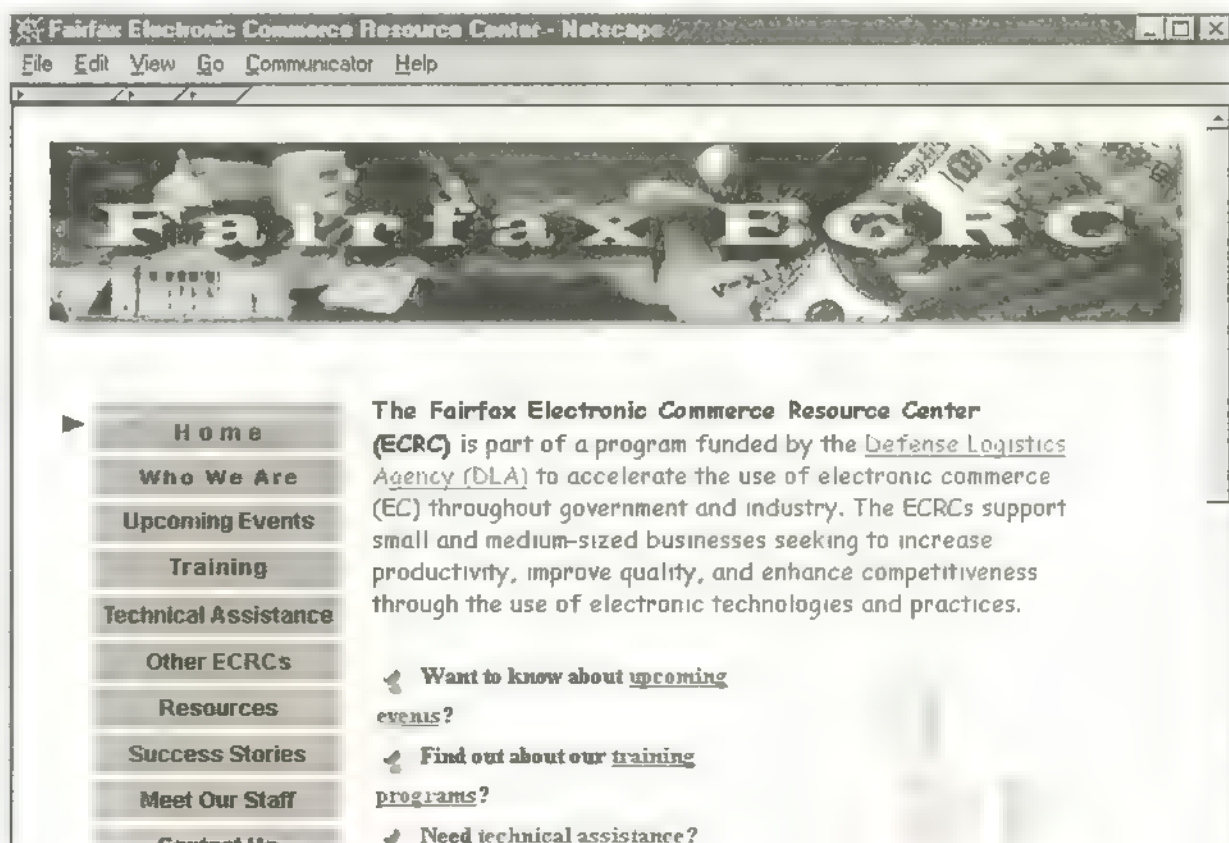 Fairfax Electronic Commerce Resource Center - Netscape
File Edit View Go Communicator Help
Fairfax ECRC
Home
Who We Are
Upcoming Events
Training
Technical Assistance
Other ECRCs
Resources
Success Stories
Meet Our Staff
Contact Us
The Fairfax Electronic Commerce Resource Center
(ECRC) is part of a program funded by the Defense Logistics
Agency (DLA) to accelerate the use of electronic commerce
(EC) throughout government and industry. The ECRCs support
small and medium-sized businesses seeking to increase
productivity, improve quality, and enhance competitiveness
through the use of electronic technologies and practices.
Want to know about upcoming
events?
Find out about our training
programs?
Need technical assistance?